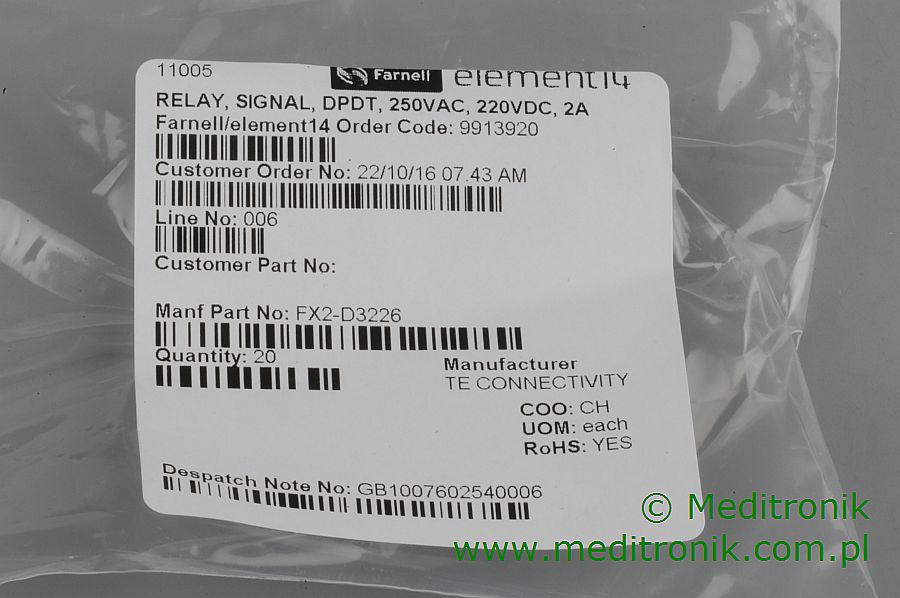 11005 Farnell element14
RELAY, SIGNAL, DPDT, 250VAC, 220VDC, 2A
Farnell/element14 Order Code: 9913920
Customer Order No: 22/10/16 07.43 AM
Line No: 006
Customer Part No:
Manf Part No: FX2-D3226
Quantity: 20
Manufacturer
TE CONNECTIVITY
COO: CH
UOM: each
RoHS: YES
Despatch Note No: GB1007602540006
© Meditronik
www.meditronik.com.pl